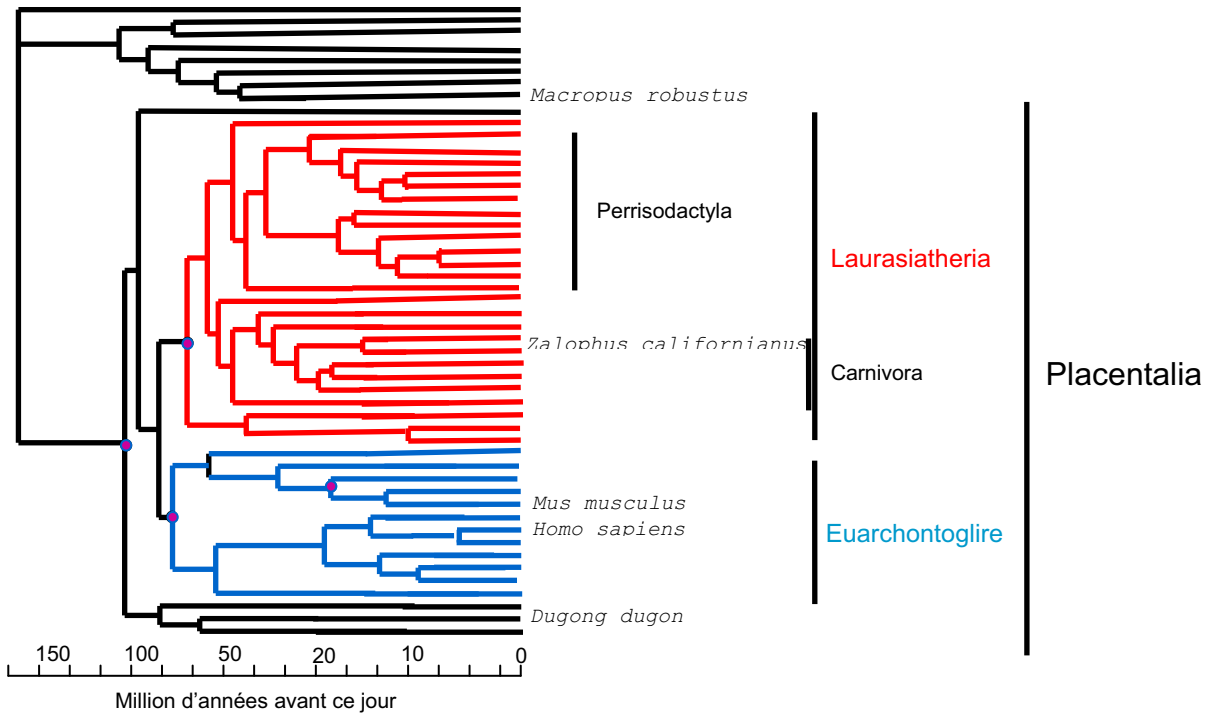 Macropus robustus
Perrisodactyla
Laurasiatheria
Zalophus californianus
Carnivora
Placentalia
Mus musculus
Homo sapiens
Euarchontoglire
Dugong dugon
150 100 50 20 10 0
Million d'années avant ce jour